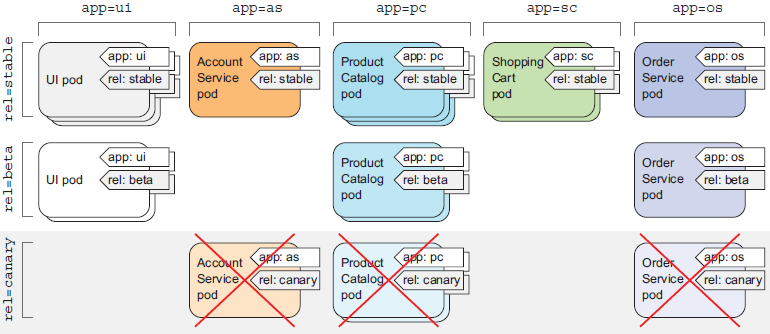 app=ui
app=as
app=pc
app=sc
app=os
rel=stable
UI pod
app: ui
rel: stable
Account
Service
pod
app: as
rel: stable
Product
Catalog
pod
app: pc
rel: stable
Shopping
Cart
pod
app: sc
rel: stable
Order
Service
pod
app: os
rel: stable
rel=beta
UI pod
app: ui
rel: beta
Product
Catalog
pod
app: pc
rel: beta
Order
Service
pod
app: os
rel: beta
rel=canary
Account
Service
pod
app: as
rel: canary
Product
Catalog
pod
app: pc
rel: canary
Order
Service
pod
app: os
rel: canary